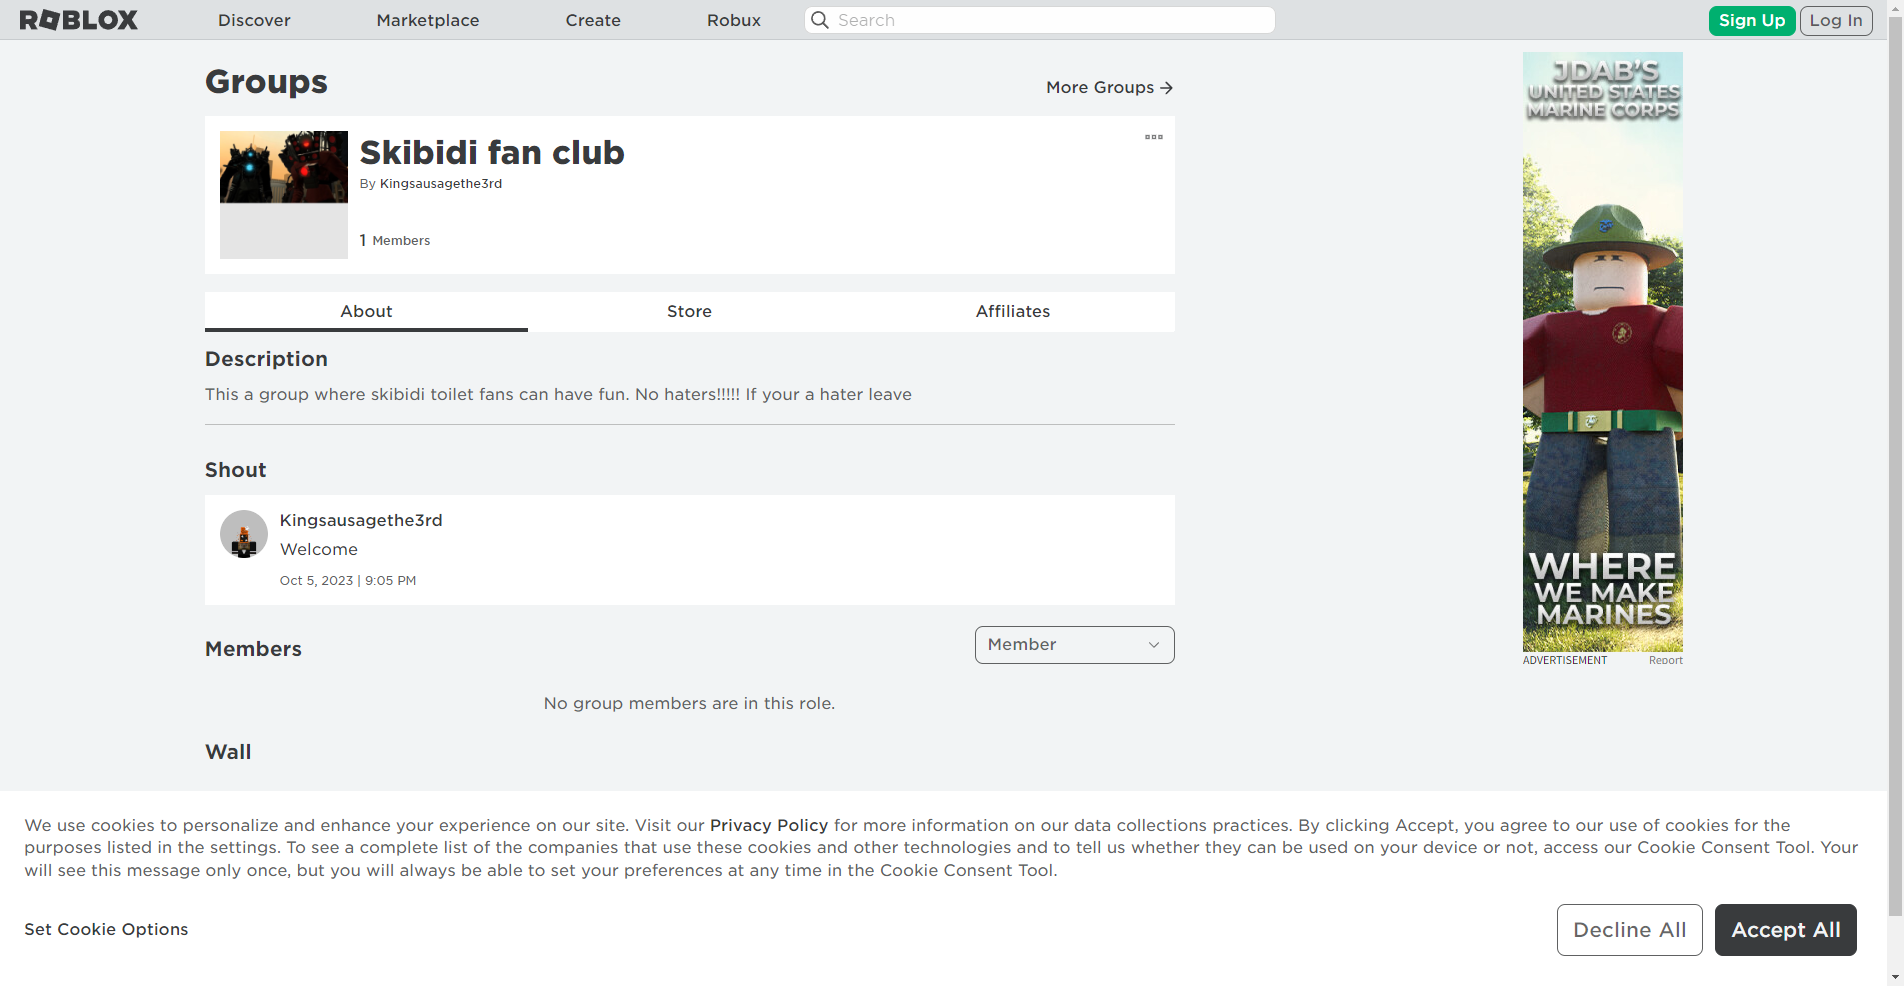 ROBLOX
Discover
Marketplace
Create
Robux
Search
Sign Up
Log In
Groups
More Groups
Skibidi fan club
By Kingsausagethe3rd
1 Members
About
Store
Affiliates
Description
This a group where skibidi toilet fans can have fun. No haters!!!!! If your a hater leave
Shout
Kingsausagethe3rd
Welcome
Oct 5, 2023 | 9:05 PM
Members
Member
No group members are in this role.
Wall
JDAB'S
UNITED STATES
MARINE CORPS
WHERE
WE MAKE
MARINES
ADVERTISEMENT
Report
We use cookies to personalize and enhance your experience on our site. Visit our Privacy Policy for more information on our data collections practices. By clicking Accept, you agree to our use of cookies for the
purposes listed in the settings. To see a complete list of the companies that use these cookies and other technologies and to tell us whether they can be used on your device or not, access our Cookie Consent Tool. Your
will see this message only once, but you will always be able to set your preferences at any time in the Cookie Consent Tool.
Set Cookie Options
Decline All
Accept All